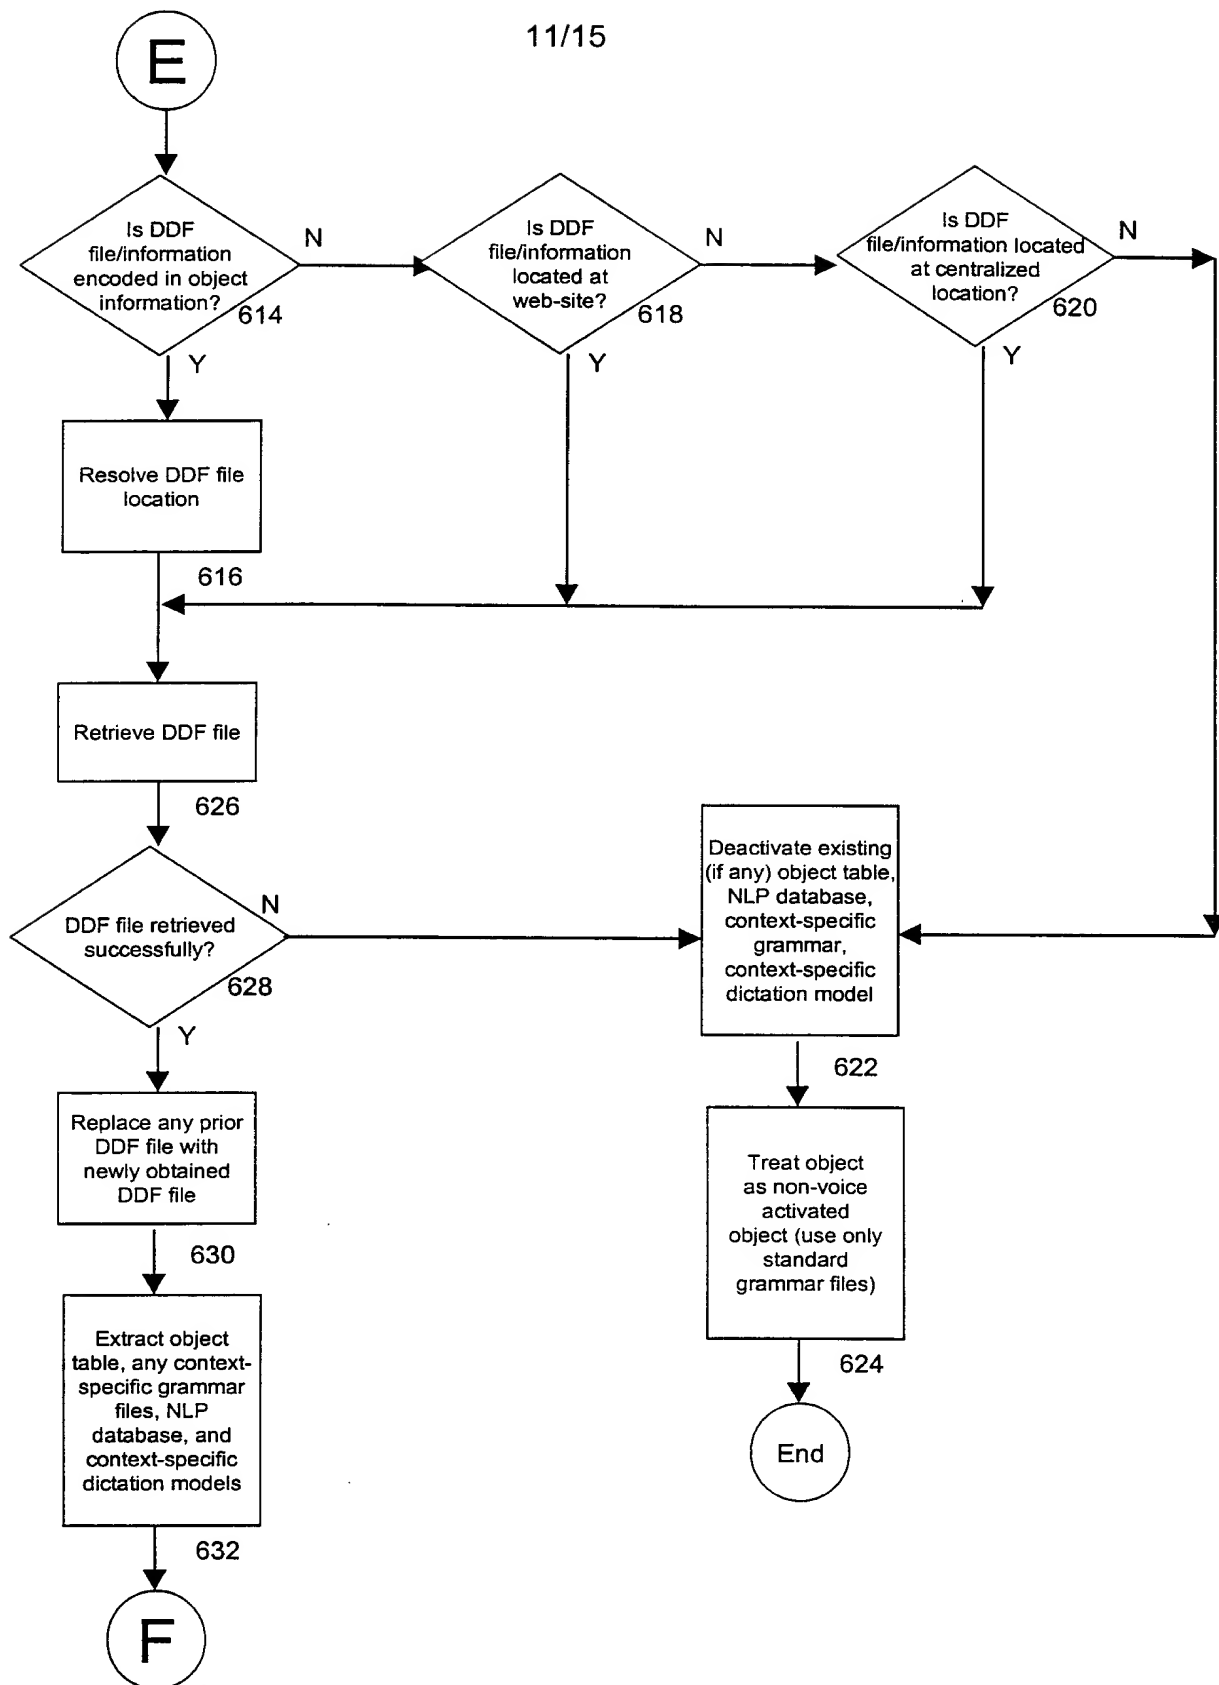 11/15
E
Is DDF
file/information
encoded in object
information?
614
N
Y
Is DDF
file/information
located at
web-site?
618
N
Y
Is DDF
file/information located
at centralized
location?
620
N
Y
Resolve DDF file
location
616
Retrieve DDF file
626
DDF file retrieved
successfully?
628
N
Y
Deactivate existing
(if any) object table,
NLP database,
context-specific
grammar,
context-specific
dictation model
622
Replace any prior
DDF file with
newly obtained
DDF file
630
Treat object
as non-voice
activated
object (use only
standard
grammar files)
624
Extract object
table, any context-
specific grammar
files, NLP
database, and
context-specific
dictation models
632
End
F